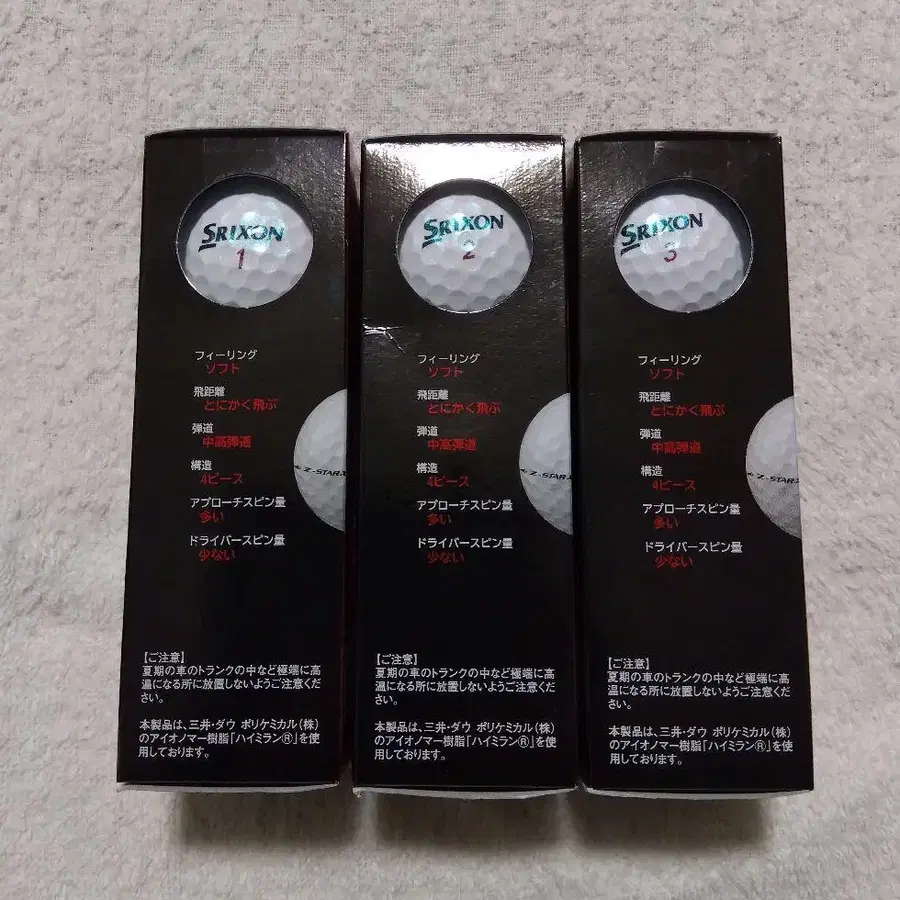 SRIXON
1
フィーリング
ソフト
飛距離
とにかく飛ぶ
弾道
中高弾道
構造
4ピース
アプローチスピン量
多い
ドライバースピン量
少ない
Z-STAR
【ご注意】
夏期の車のトランクの中など極端に高
温になる所に放置しないようご注意くだ
さい。
本製品は、三井・ダウ ポリケミカル(株)
のアイオノマー樹脂「ハイミラン®」を使
用しております。
SRIXON
2
フィーリング
ソフト
飛距離
とにかく飛ぶ
弾道
中高弾道
構造
4ピース
アプローチスピン量
多い
ドライバースピン量
少ない
Z-STAR
【ご注意】
夏期の車のトランクの中など極端に高
温になる所に放置しないようご注意くだ
さい。
本製品は、三井・ダウ ポリケミカル(株)
のアイオノマー樹脂「ハイミラン®」を使
用しております。
SRIXON
3
フィーリング
ソフト
飛距離
とにかく飛ぶ
弾道
中高弾道
構造
4ピース
アプローチスピン量
多い
ドライバースピン量
少ない
Z-STAR
【ご注意】
夏期の車のトランクの中など極端に高
温になる所に放置しないようご注意くだ
さい。
本製品は、三井・ダウ ポリケミカル(株)
のアイオノマー樹脂「ハイミラン®」を使
用しております。